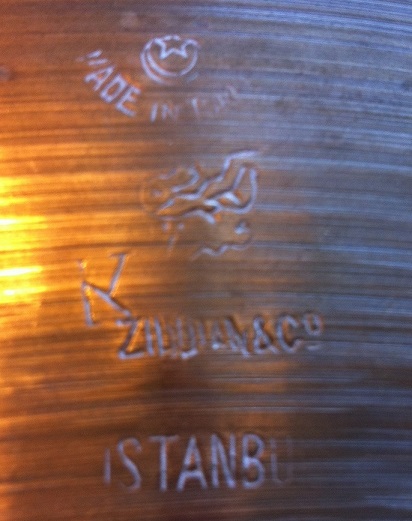 MADE IN
K
ZILDJIAN & CO
ISTANBU